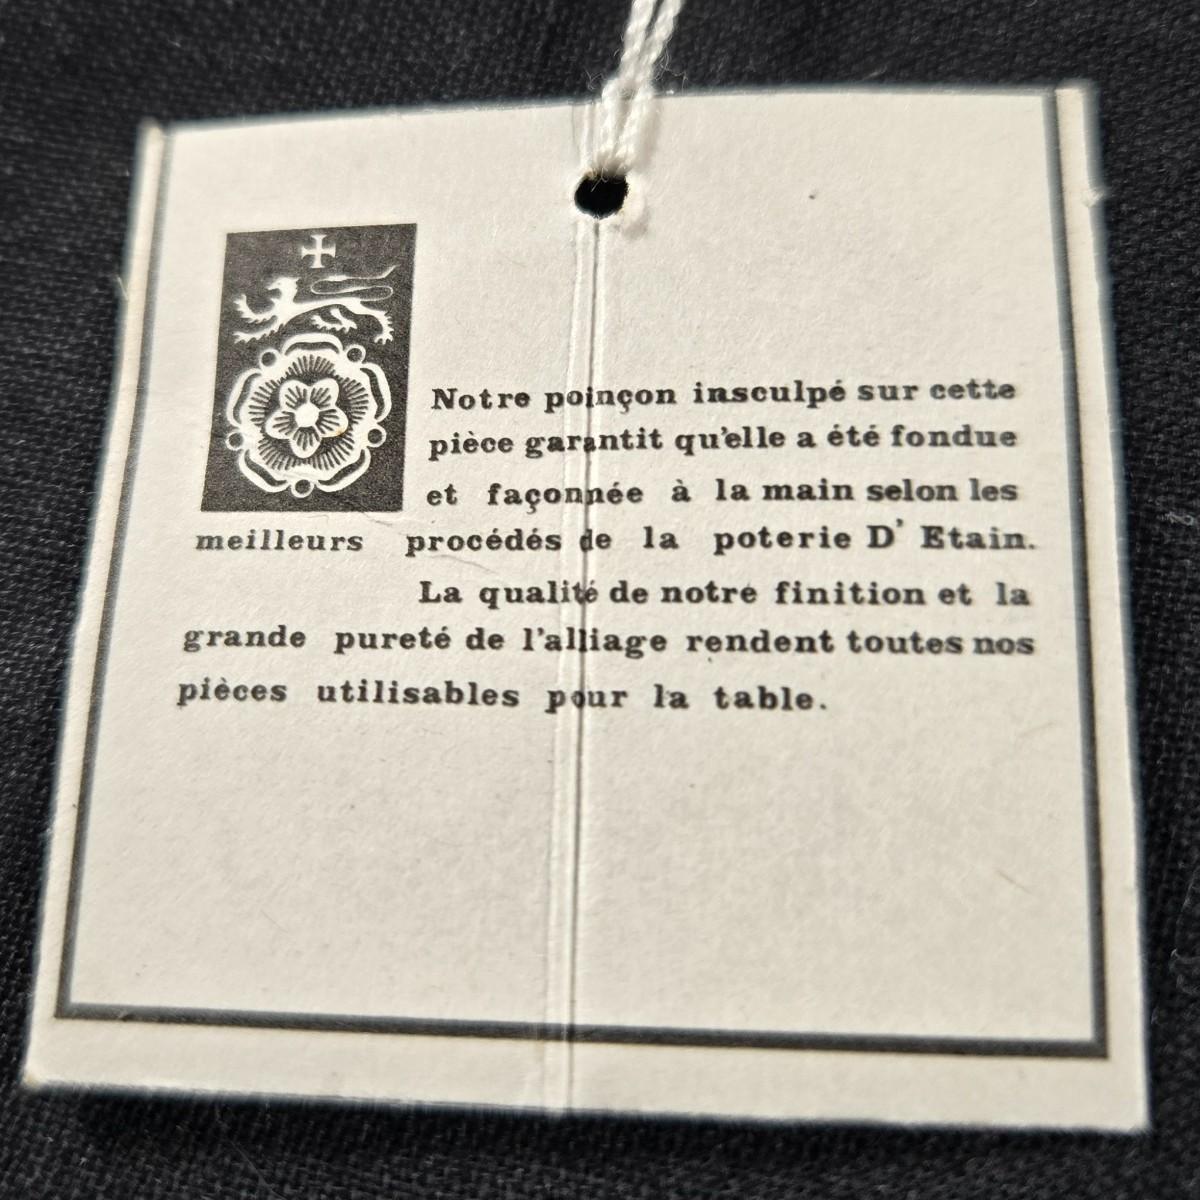 Notre poinçon insculpé sur cette
pièce garantit qu'elle a été fondue
et façonnée à la main selon les
meilleurs procédés de la poterie D' Etain.
La qualité de notre finition et la
grande pureté de l'alliage rendent toutes nos
pièces utilisables pour la table.